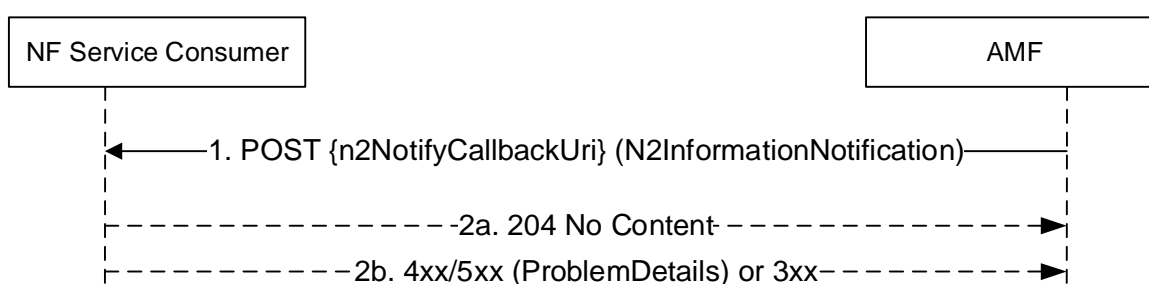 NF Service Consumer
AMF
1. POST {n2NotifyCallbackUri} (N2InformationNotification)
2a. 204 No Content
2b. 4xx/5xx (ProblemDetails) or 3xx